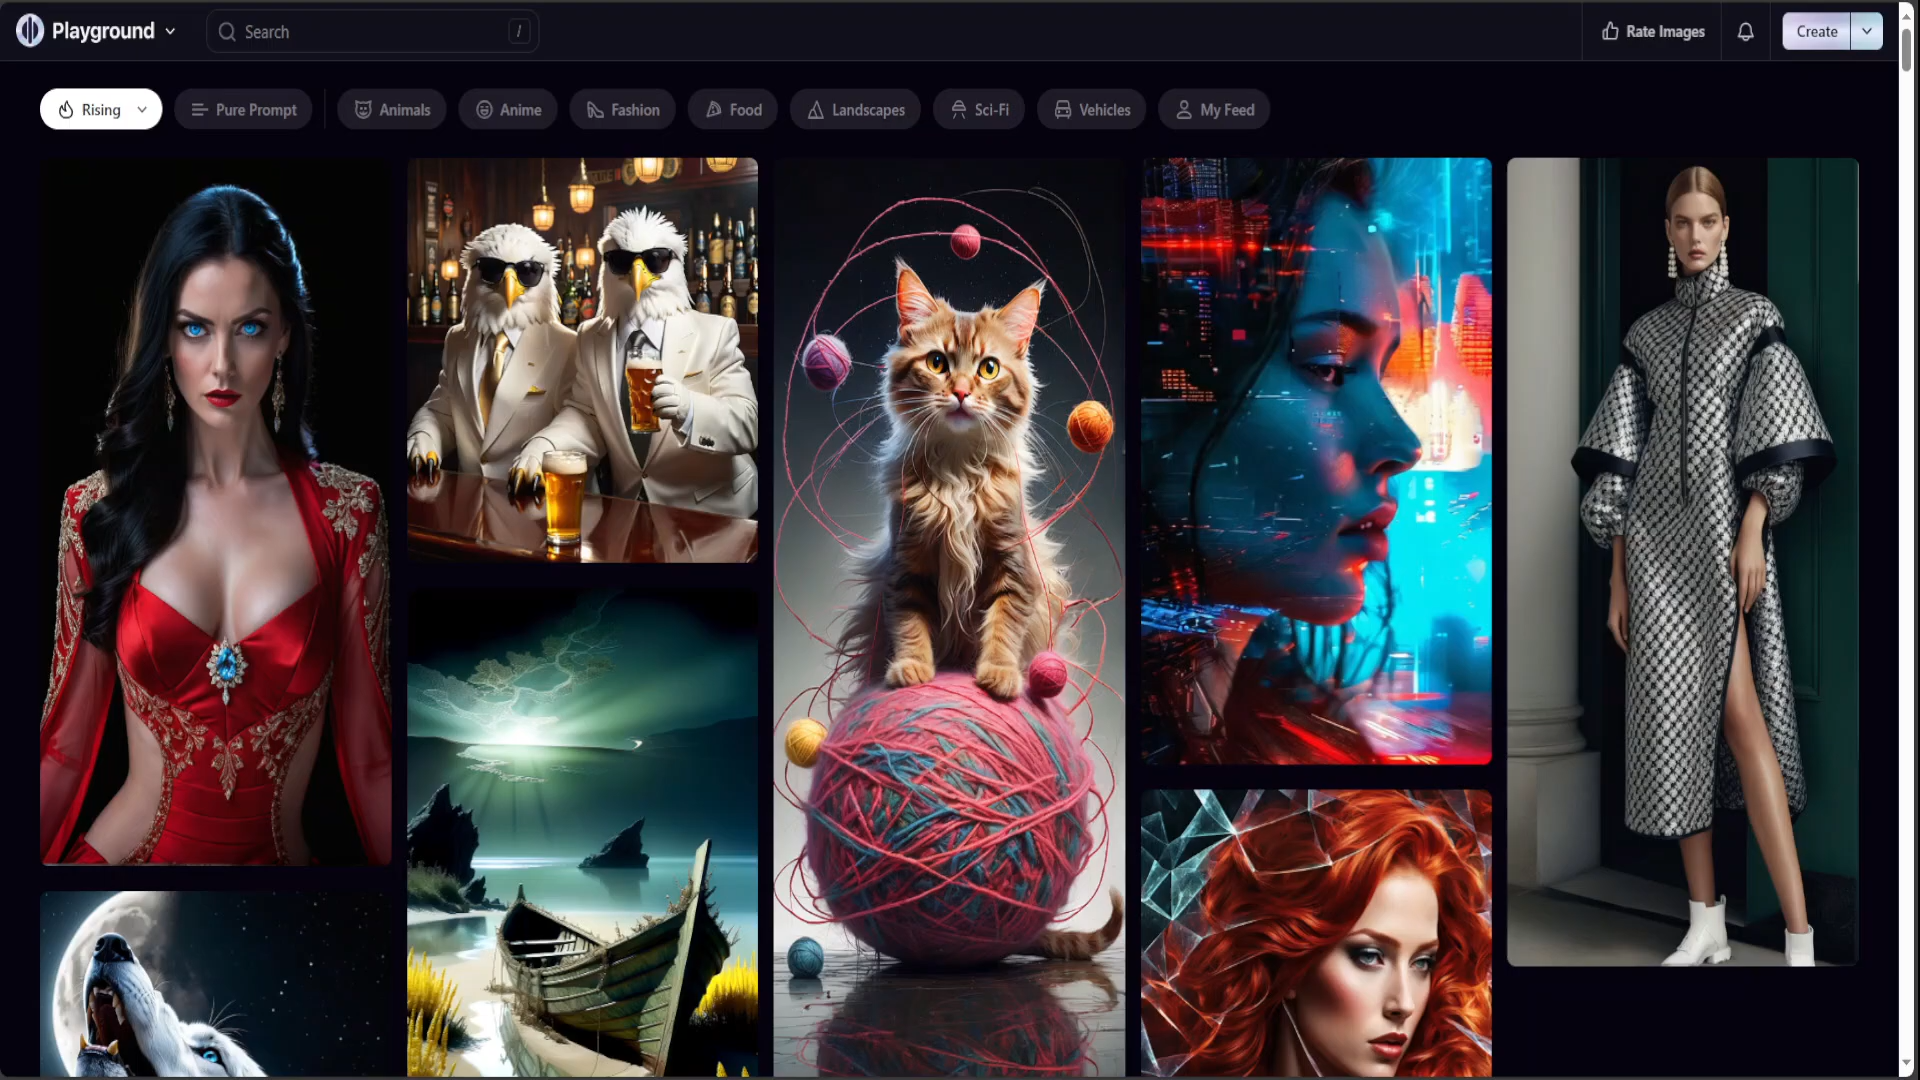 Playground
Search
/
Rate Images
Create
Rising
Pure Prompt
Animals
Anime
Fashion
Food
Landscapes
Sci-Fi
Vehicles
My Feed